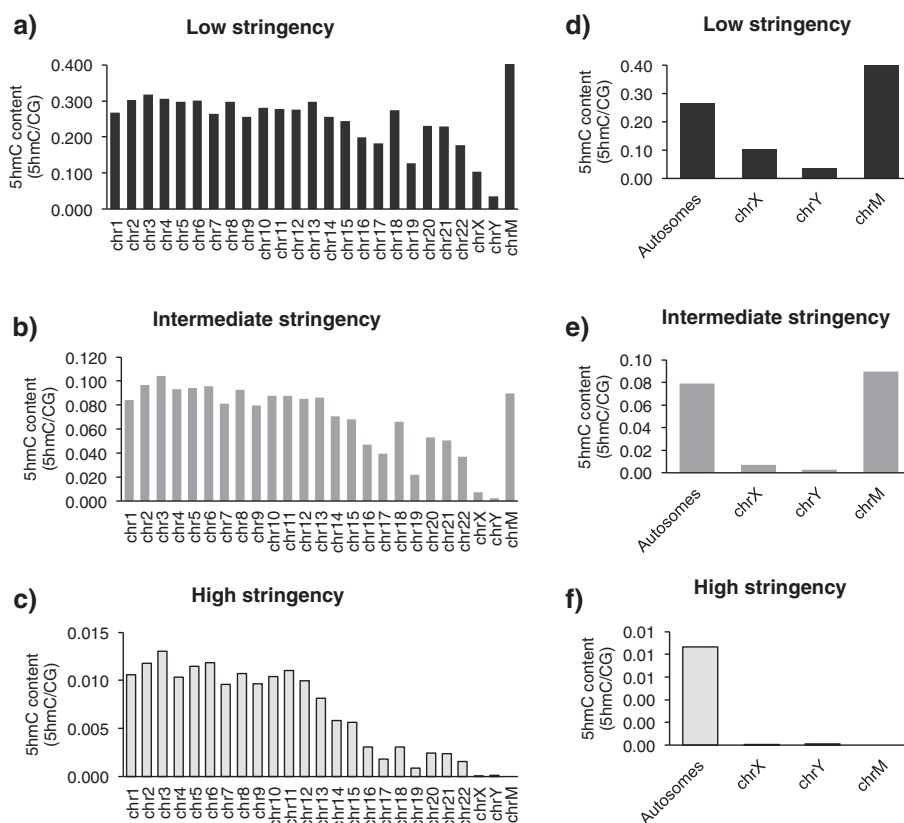 a)
Low stringency
5hmC content
(5hmC/CG)
0.400
0.300
0.200
0.100
0.000
chr1
chr2
chr3
chr4
chr5
chr6
chr7
chr8
chr9
chr10
chr11
chr12
chr13
chr14
chr15
chr16
chr17
chr18
chr19
chr20
chr21
chr22
chrX
chrY
chrM
d)
Low stringency
5hmC content
(5hmC/CG)
0.40
0.30
0.20
0.10
0.00
Autosomes
chrX
chrY
chrM
b)
Intermediate stringency
5hmC content
(5hmC/CG)
0.120
0.100
0.080
0.060
0.040
0.020
0.000
chr1
chr2
chr3
chr4
chr5
chr6
chr7
chr8
chr9
chr10
chr11
chr12
chr13
chr14
chr15
chr16
chr17
chr18
chr19
chr20
chr21
chr22
chrX
chrY
chrM
e)
Intermediate stringency
5hmC content
(5hmC/CG)
0.10
0.08
0.06
0.04
0.02
0.00
Autosomes
chrX
chrY
chrM
c)
High stringency
5hmC content
(5hmC/CG)
0.015
0.010
0.005
0.000
chr1
chr2
chr3
chr4
chr5
chr6
chr7
chr8
chr9
chr10
chr11
chr12
chr13
chr14
chr15
chr16
chr17
chr18
chr19
chr20
chr21
chr22
chrX
chrY
chrM
f)
High stringency
5hmC content
(5hmC/CG)
0.01
0.01
0.01
0.00
0.00
0.00
Autosomes
chrX
chrY
chrM